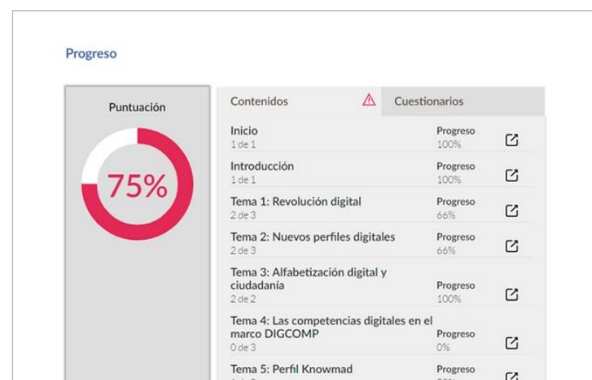 Progreso
Puntuación
75%
Contenidos
Cuestionarios
Inicio
Progreso
1 de 1
100%
Introducción
Progreso
1 de 1
100%
Tema 1: Revolución digital
Progreso
2 de 3
66%
Tema 2: Nuevos perfiles digitales
Progreso
2 de 3
66%
Tema 3: Alfabetización digital y
ciudadanía
Progreso
2 de 2
100%
Tema 4: Las competencias digitales en el
marco DIGCOMP
Progreso
0 de 3
0%
Tema 5: Perfil Knowmad
Progreso